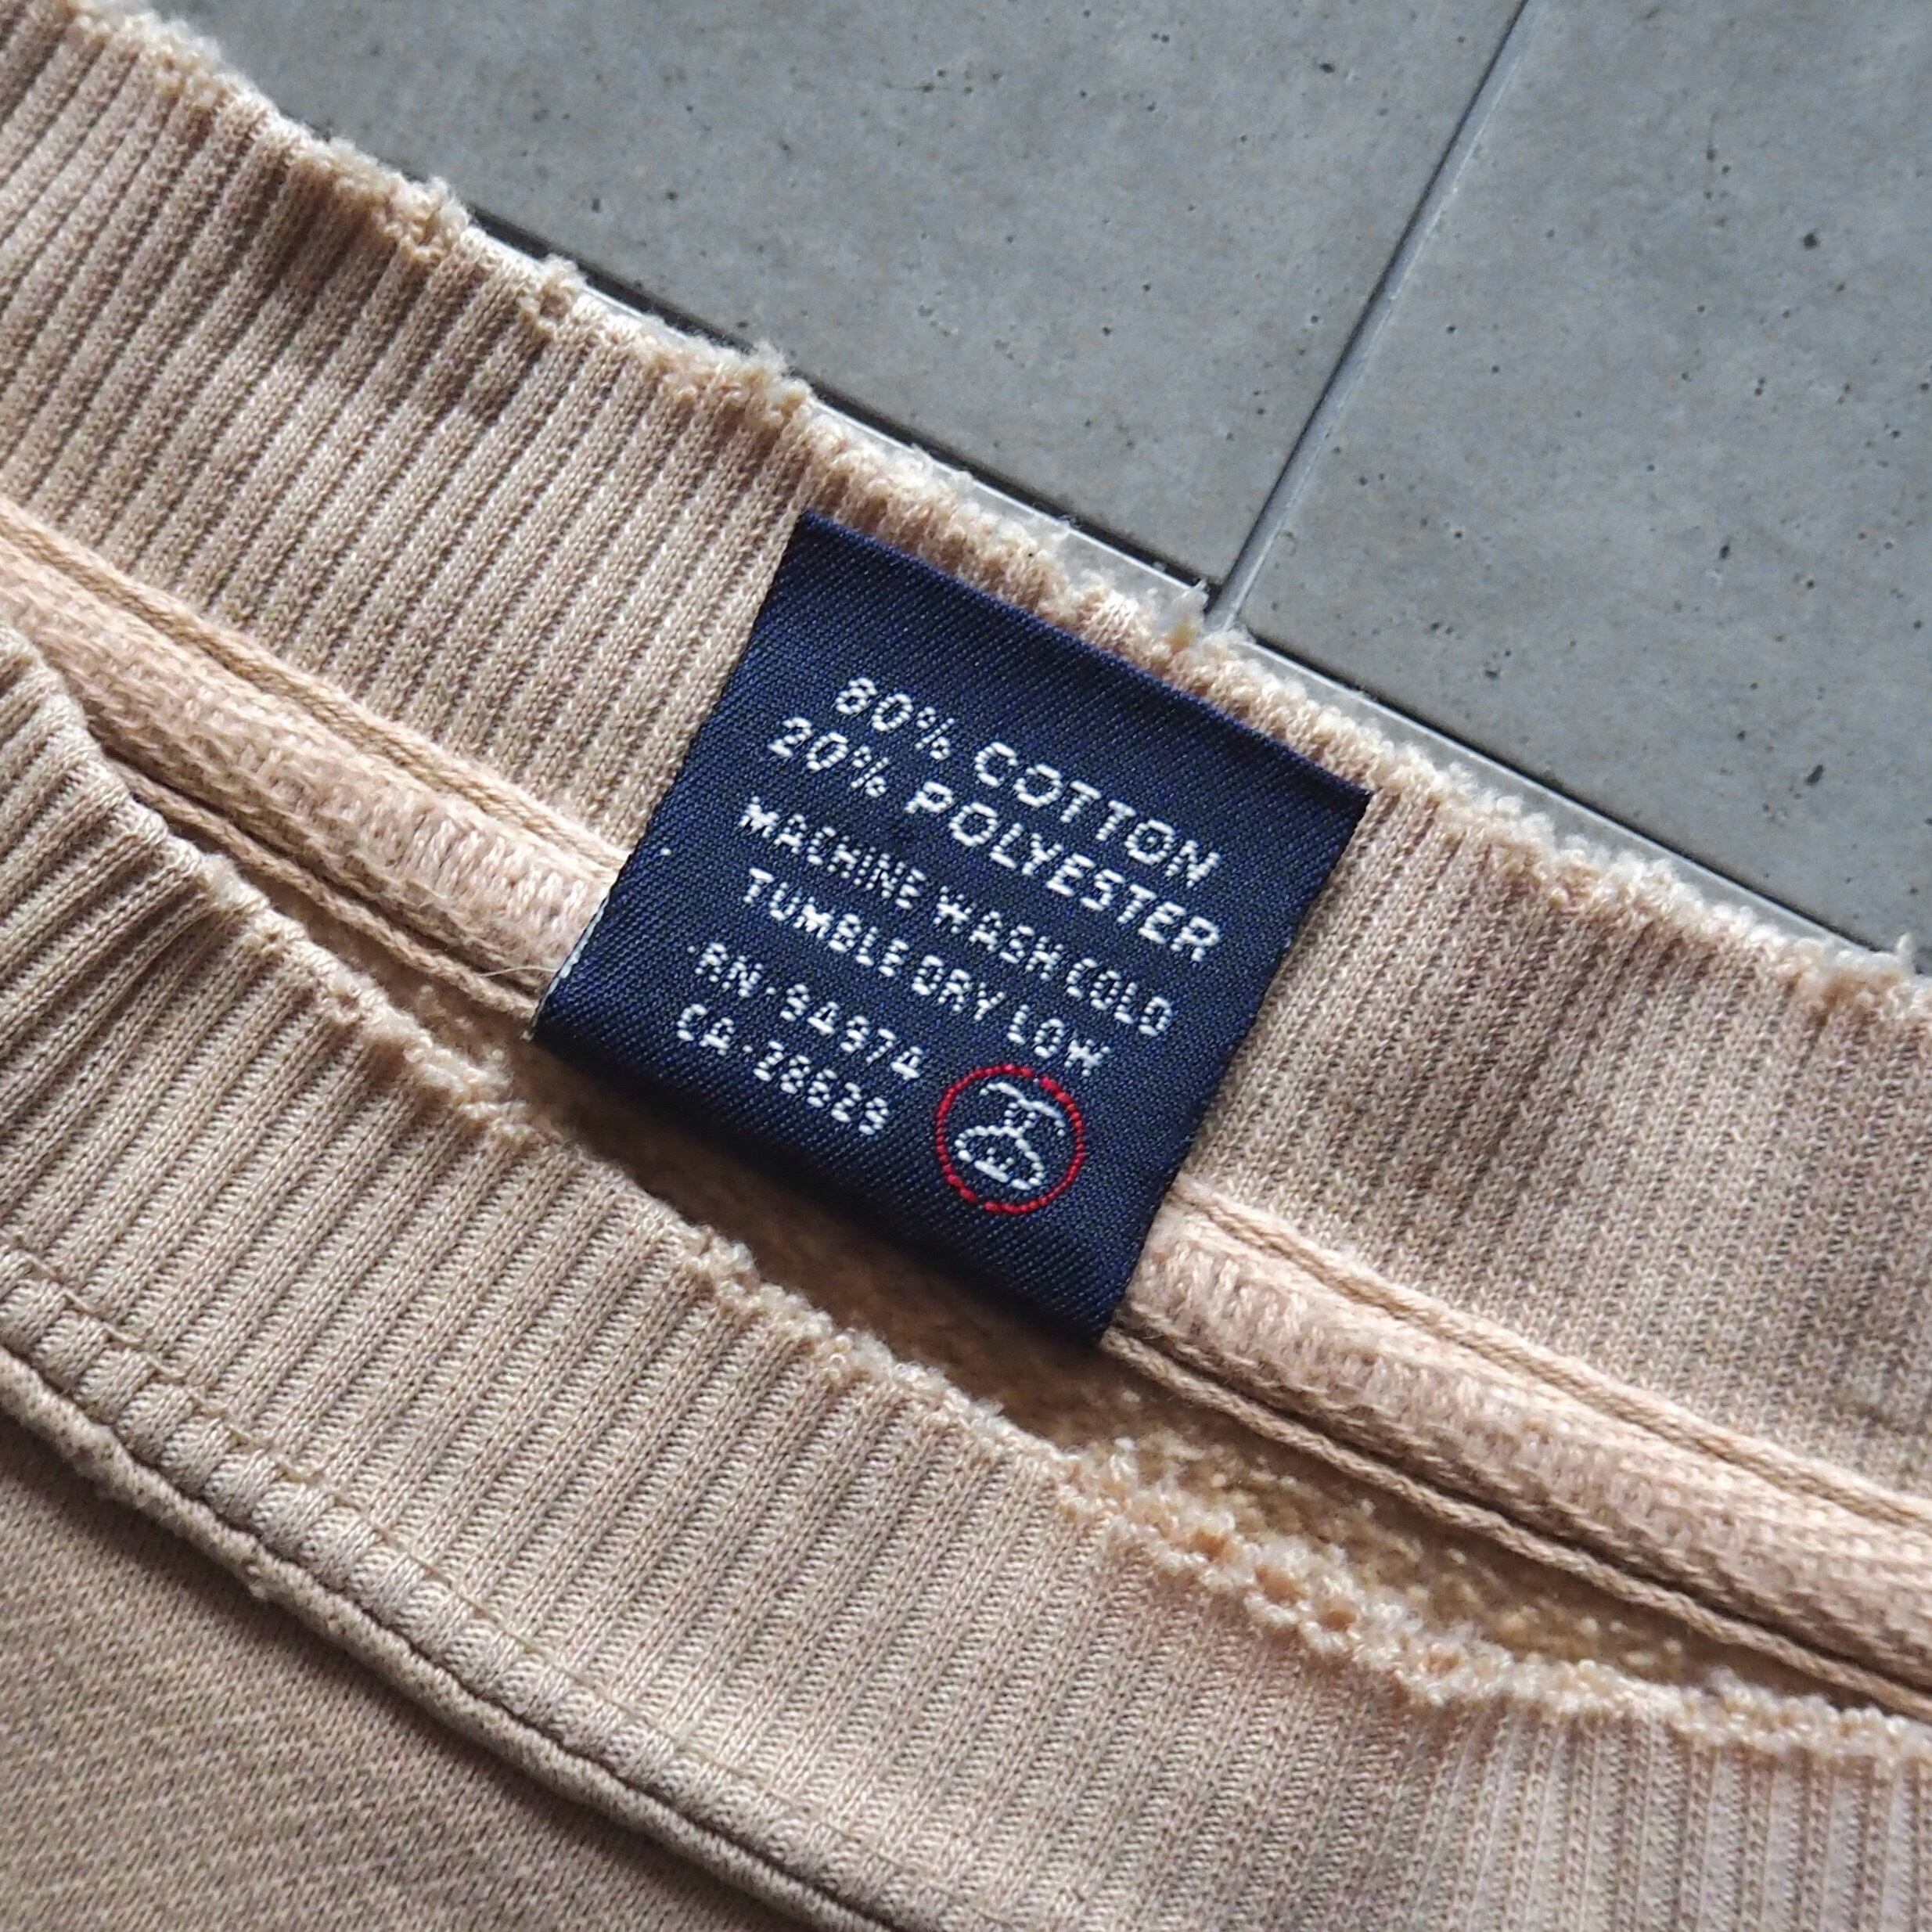 80% COTTON
20% POLYESTER
MACHINE WASH COLD
TUMBLE DRY LOW
RN·94974
CA·28629